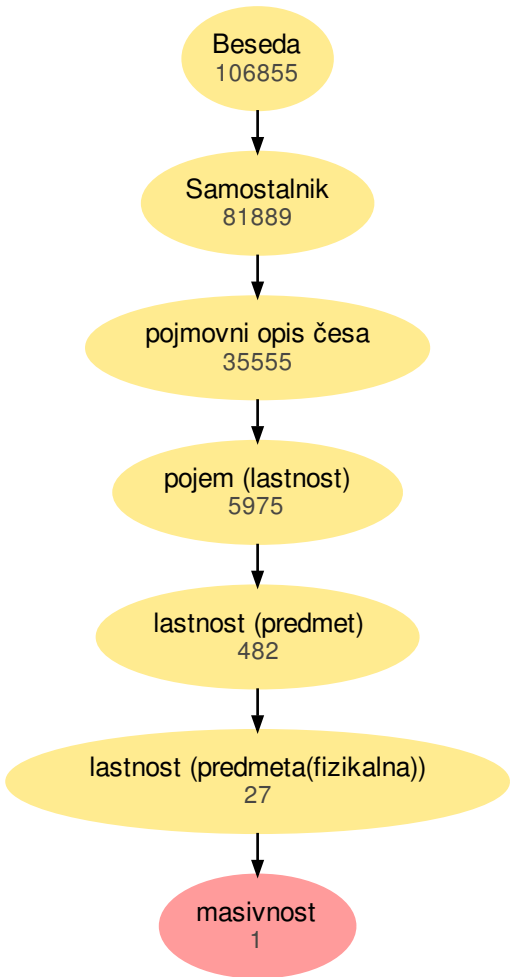 Beseda
106855
Samostalnik
81889
pojmovni opis česa
35555
pojem (lastnost)
5975
lastnost (predmet)
482
lastnost (predmeta(fizikalna))
27
masivnost
1